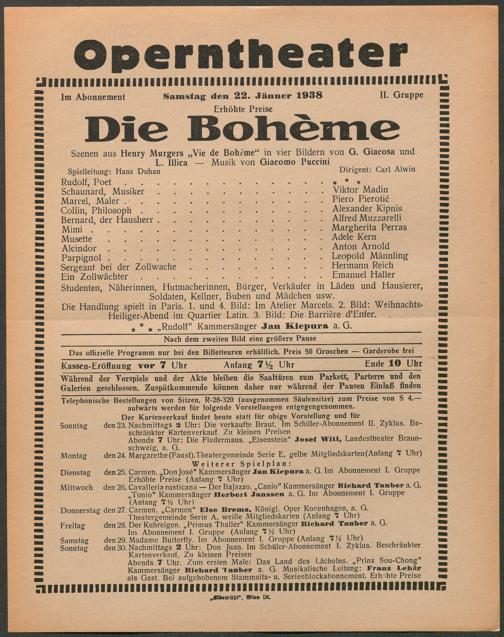 Operntheater
Im Abonnement Samstag den 22. Jänner 1938 II. Gruppe
Erhöhte Preise
Die Bohème
Szenen aus Henry Murgers „Vie de Bohême" in vier Bildern von G. Giacosa und
L. Illica — Musik von Giacomo Puccini
Spielleitung: Hans Duhan Dirigent: Carl Alwin
Rudolf, Poet . . . . . . . . * * *
Schaunard, Musiker . . . . . . . . Viktor Madin
Marcel, Maler . . . . . . . . Piero Pierotić
Collin, Philosoph . . . . . . . . Alexander Kipnis
Bernard, der Hausherr . . . . . . . . Alfred Muzzarelli
Mimi . . . . . . . . Margherita Perras
Musette . . . . . . . . Adele Kern
Alcindor . . . . . . . . Anton Arnold
Parpignol . . . . . . . . Leopold Männling
Sergeant bei der Zollwache . . . . . . . . Hermann Reich
Ein Zollwächter . . . . . . . . Emanuel Haller
Studenten, Näherinnen, Hutmacherinnen, Bürger, Verkäufer in Läden und Hausierer,
Soldaten, Kellner, Buben und Mädchen usw.
Die Handlung spielt in Paris. 1. und 4. Bild: Im Atelier Marcels. 2. Bild: Weihnachts-
Heiliger-Abend im Quartier Latin. 3. Bild: Die Barrière d'Enfer.
* * * „Rudolf" Kammersänger Jan Kiepura a. G.
Nach dem zweiten Bild eine größere Pause
Das offizielle Programm nur bei den Billetteuren erhältlich. Preis 50 Groschen — Garderobe frei
Kassen-Eröffnung vor 7 Uhr Anfang 7½ Uhr Ende 10 Uhr
Während der Vorspiele und der Akte bleiben die Saaltüren zum Parkett, Parterre und den
Galerien geschlossen. Zuspätkommende können daher nur während der Pausen Einlaß finden
Telephonische Bestellungen von Sitzen, R-28-320 (ausgenommen Säulensitze) zum Preise von S 4.—
aufwärts werden für folgende Vorstellungen entgegengenommen.
Der Kartenverkauf findet heute statt für obige Vorstellung und für
Sonntag den 23. Nachmittags 2 Uhr: Die verkaufte Braut. Im Schüler-Abonnement II. Zyklus. Be-
schränkter Kartenverkauf. Zu kleinen Preisen
Abends 7 Uhr: Die Fledermaus. „Eisenstein" Josef Witt, Landestheater Braun-
schweig, a. G.
Montag den 24. Margarethe (Faust). Theatergemeinde Serie E, gelbe Mitgliedskarten (Anfang 7 Uhr)
Weiterer Spielplan:
Dienstag den 25. Carmen. „Don José" Kammersänger Jan Kiepura a. G. Im Abonnement I. Gruppe
Erhöhte Preise (Anfang 7 Uhr)
Mittwoch den 26. Cavalleria rusticana — Der Bajazzo. „Canio" Kammersänger Richard Tauber a. G.
„Tonio" Kammersänger Herbert Janssen a. G. Im Abonnement I. Gruppe
(Anfang 7½ Uhr)
Donnerstag den 27. Carmen. „Carmen" Else Brems, Königl. Oper Kopenhagen, a. G.
Theatergemeinde Serie A, weiße Mitgliedskarten (Anfang 7 Uhr)
Freitag den 28. Der Kuhreigen. „Primus Thaller" Kammersänger Richard Tauber a. G.
Im Abonnement I. Gruppe (Anfang 7½ Uhr)
Samstag den 29. Madame Butterfly. Im Abonnement I. Gruppe (Anfang 7½ Uhr)
Sonntag den 30. Nachmittags 2 Uhr: Don Juan. Im Schüler-Abonnement I. Zyklus. Beschränkter
Kartenverkauf. Zu kleinen Preisen
Abends 7 Uhr. Zum ersten Male: Das Land des Lächelns. „Prinz Sou-Chong"
Kammersänger Richard Tauber a. G. Musikalische Leitung: Franz Lehár
als Gast. Bei aufgehobenem Stammsitz- u. Serienblockabonnement. Erhöhte Preise
„Elbemühl", Wien IX.